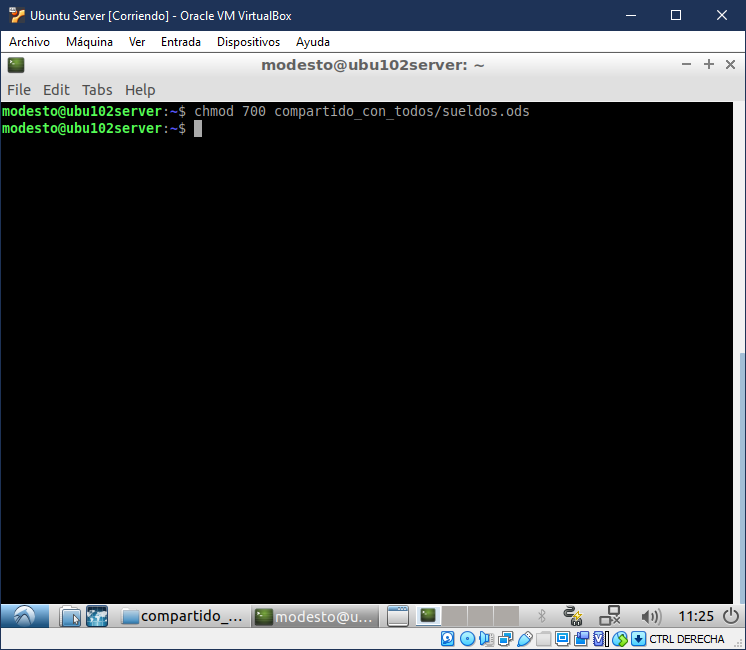 Ubuntu Server [Corriendo] - Oracle VM VirtualBox
Archivo Máquina Ver Entrada Dispositivos Ayuda
modesto@ubu102server: ~
File Edit Tabs Help
modesto@ubu102server:~$ chmod 700 compartido_con_todos/sueldos.ods
modesto@ubu102server:~$
compartido_... modesto@u... 11:25
CTRL DERECHA